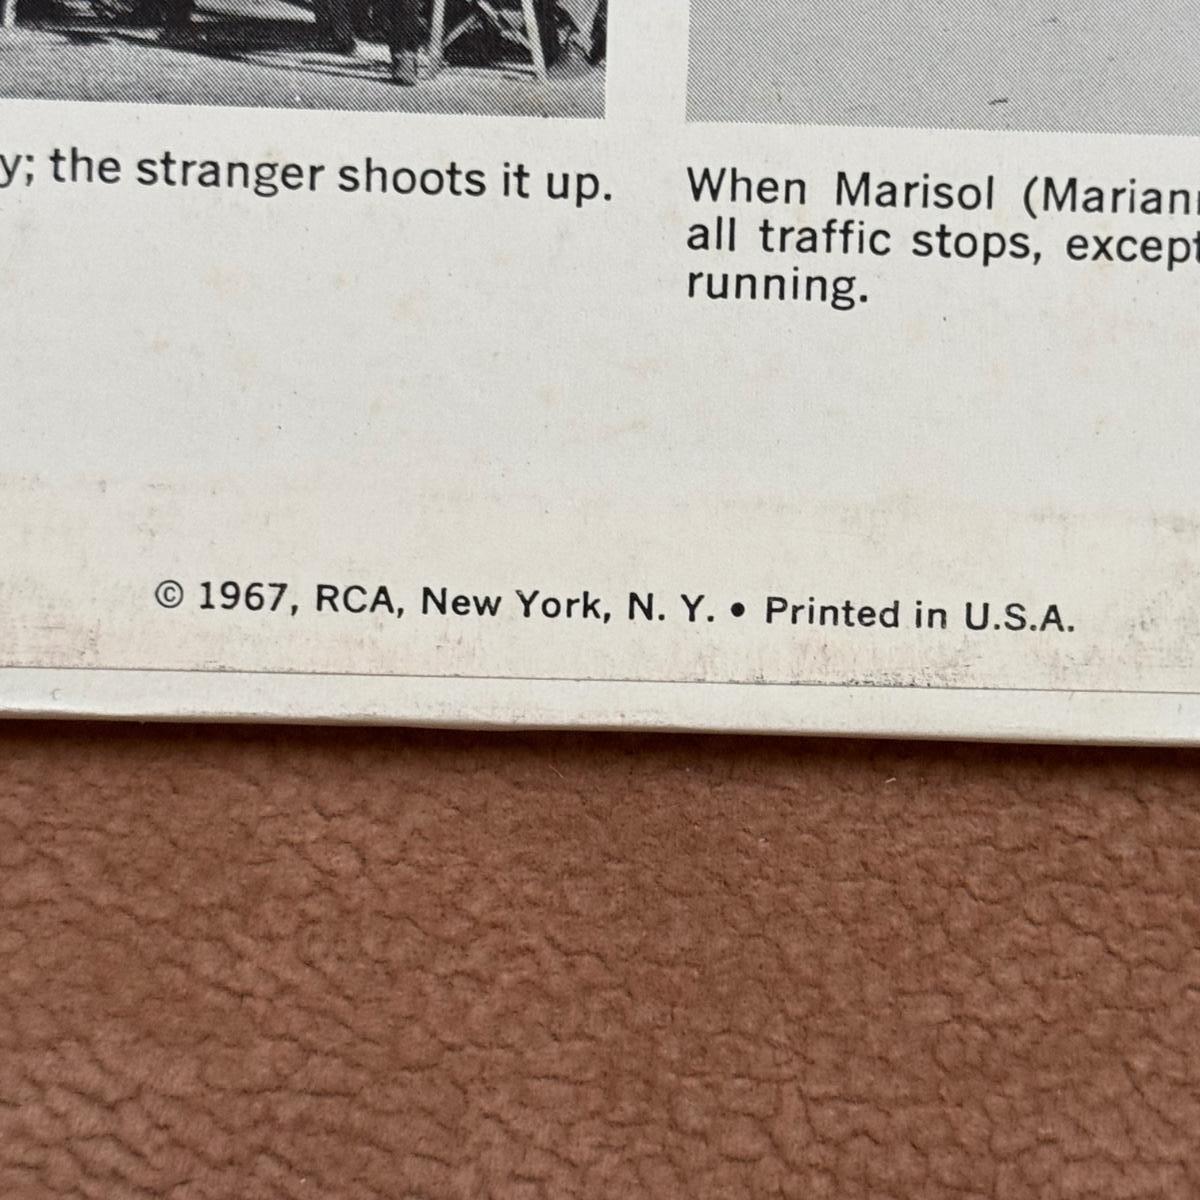 y; the stranger shoots it up.
When Marisol (Mariann
all traffic stops, except
running.
© 1967, RCA, New York, N. Y. • Printed in U.S.A.